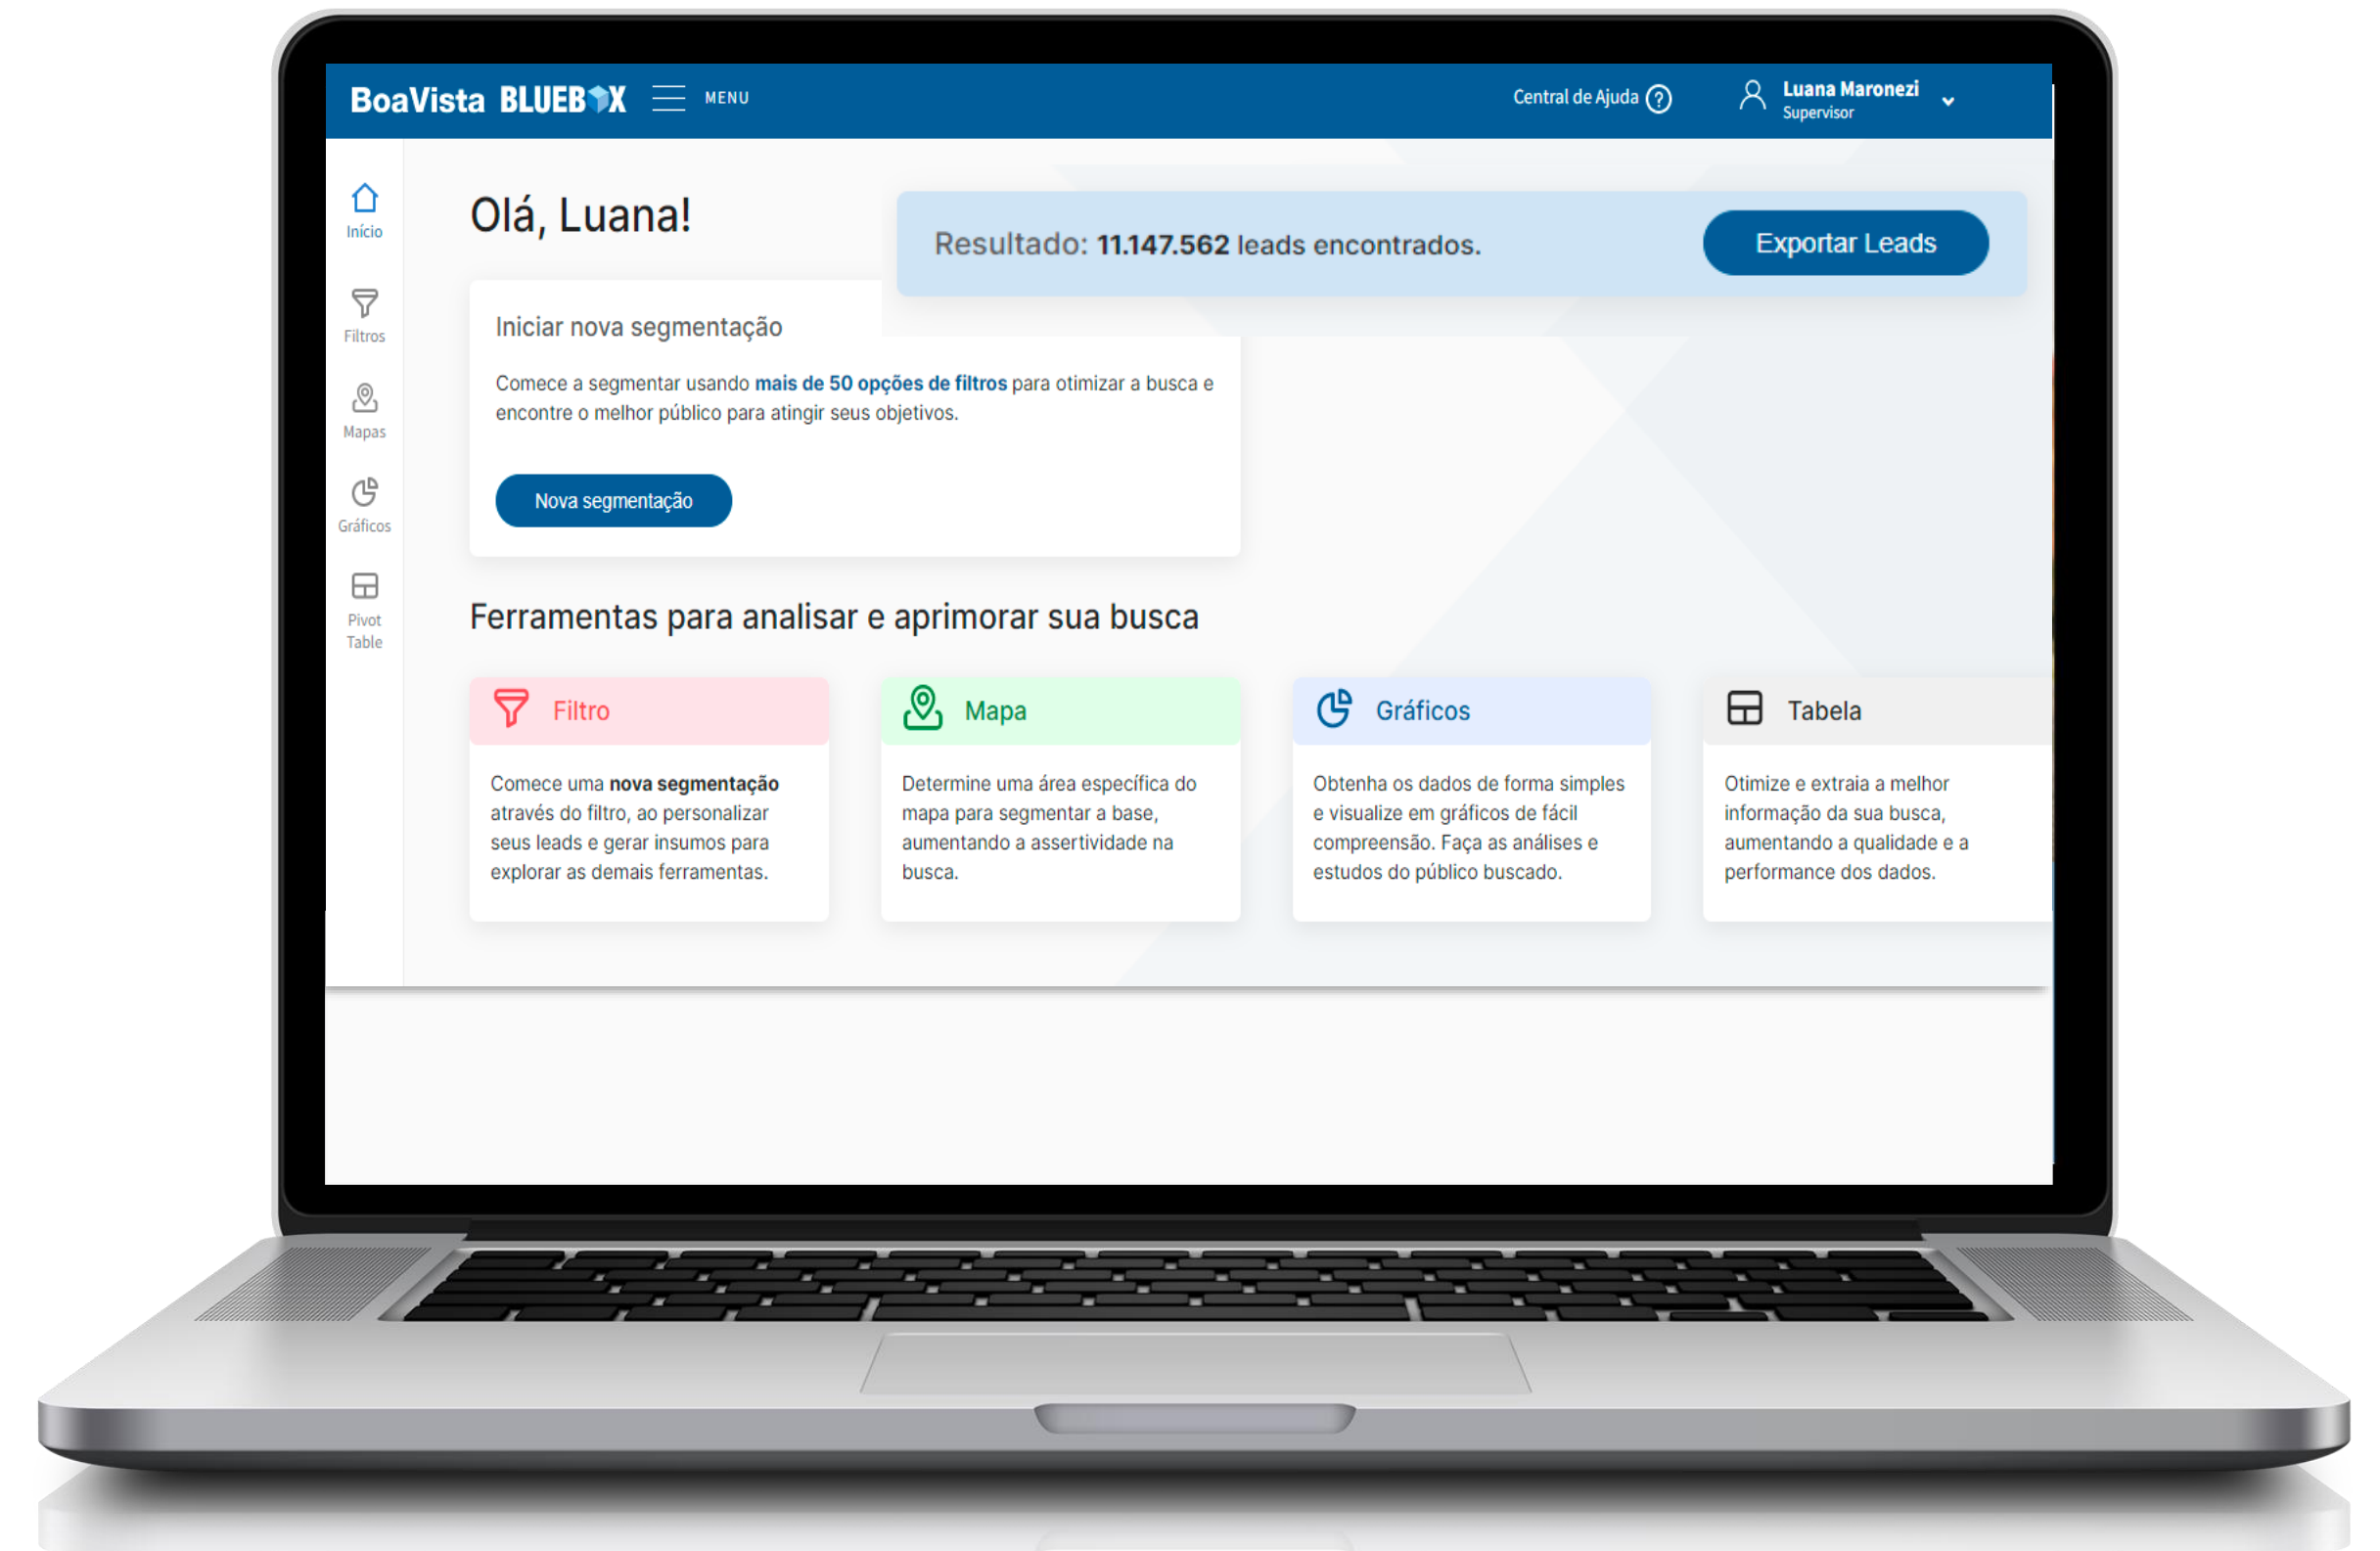 BoaVista BLUEBOX MENU
Central de Ajuda ?
Luana Maronezi
Supervisor
Início
Filtros
Mapas
Gráficos
Pivot
Table
Olá, Luana!
Resultado: 11.147.562 leads encontrados.
Exportar Leads
Iniciar nova segmentação
Comece a segmentar usando mais de 50 opções de filtros para otimizar a busca e
encontre o melhor público para atingir seus objetivos.
Nova segmentação
Ferramentas para analisar e aprimorar sua busca
Filtro
Comece uma nova segmentação
através do filtro, ao personalizar
seus leads e gerar insumos para
explorar as demais ferramentas.
Mapa
Determine uma área específica do
mapa para segmentar a base,
aumentando a assertividade na
busca.
Gráficos
Obtenha os dados de forma simples
e visualize em gráficos de fácil
compreensão. Faça as análises e
estudos do público buscado.
Tabela
Otimize e extraia a melhor
informação da sua busca,
aumentando a qualidade e a
performance dos dados.